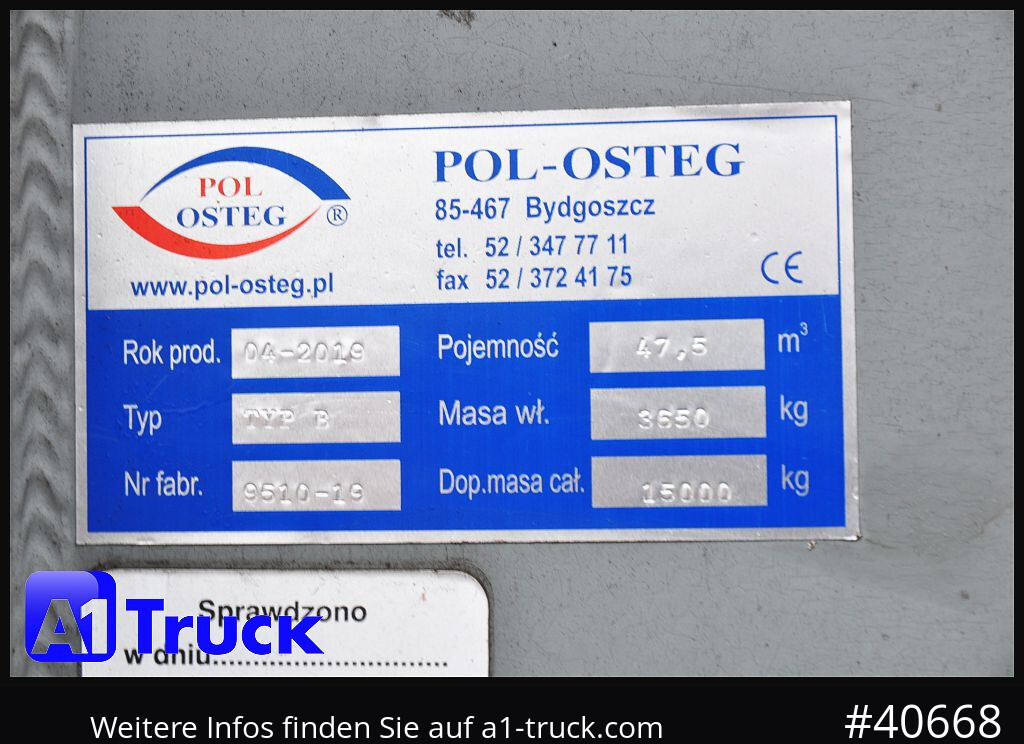 POL
OSTEG ®
www.pol-osteg.pl
POL-OSTEG
85-467 Bydgoszcz
tel. 52 / 347 77 11
fax 52 / 372 41 75
CE
Rok prod. 04-2019
Typ TYP B
Nr fabr. 9510-19
Pojemność 47,5 m³
Masa wł. 3650 kg
Dop.masa cał. 15000 kg
Sprawdzono
w dniu...............................
A1 Truck
Weitere Infos finden Sie auf a1-truck.com
#40668